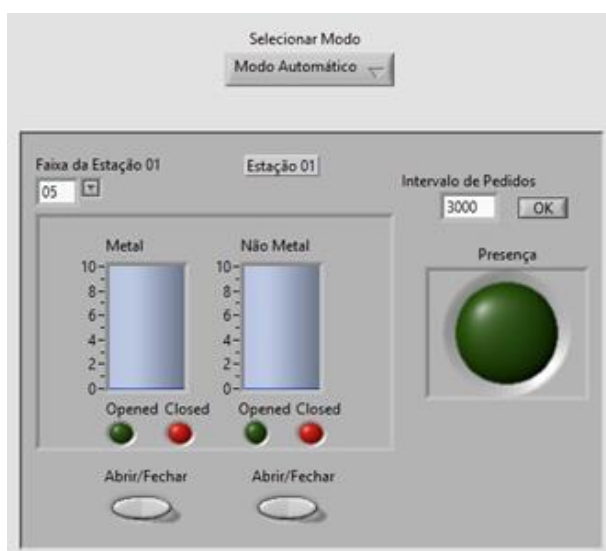 Selecionar Modo
Modo Automático
Faixa da Estação 01
05
Estação 01
Intervalo de Pedidos
3000 OK
Metal Não Metal
Presença
10 10
8 8
6 6
4 4
2 2
0 0
Opened Closed Opened Closed
Abrir/Fechar Abrir/Fechar